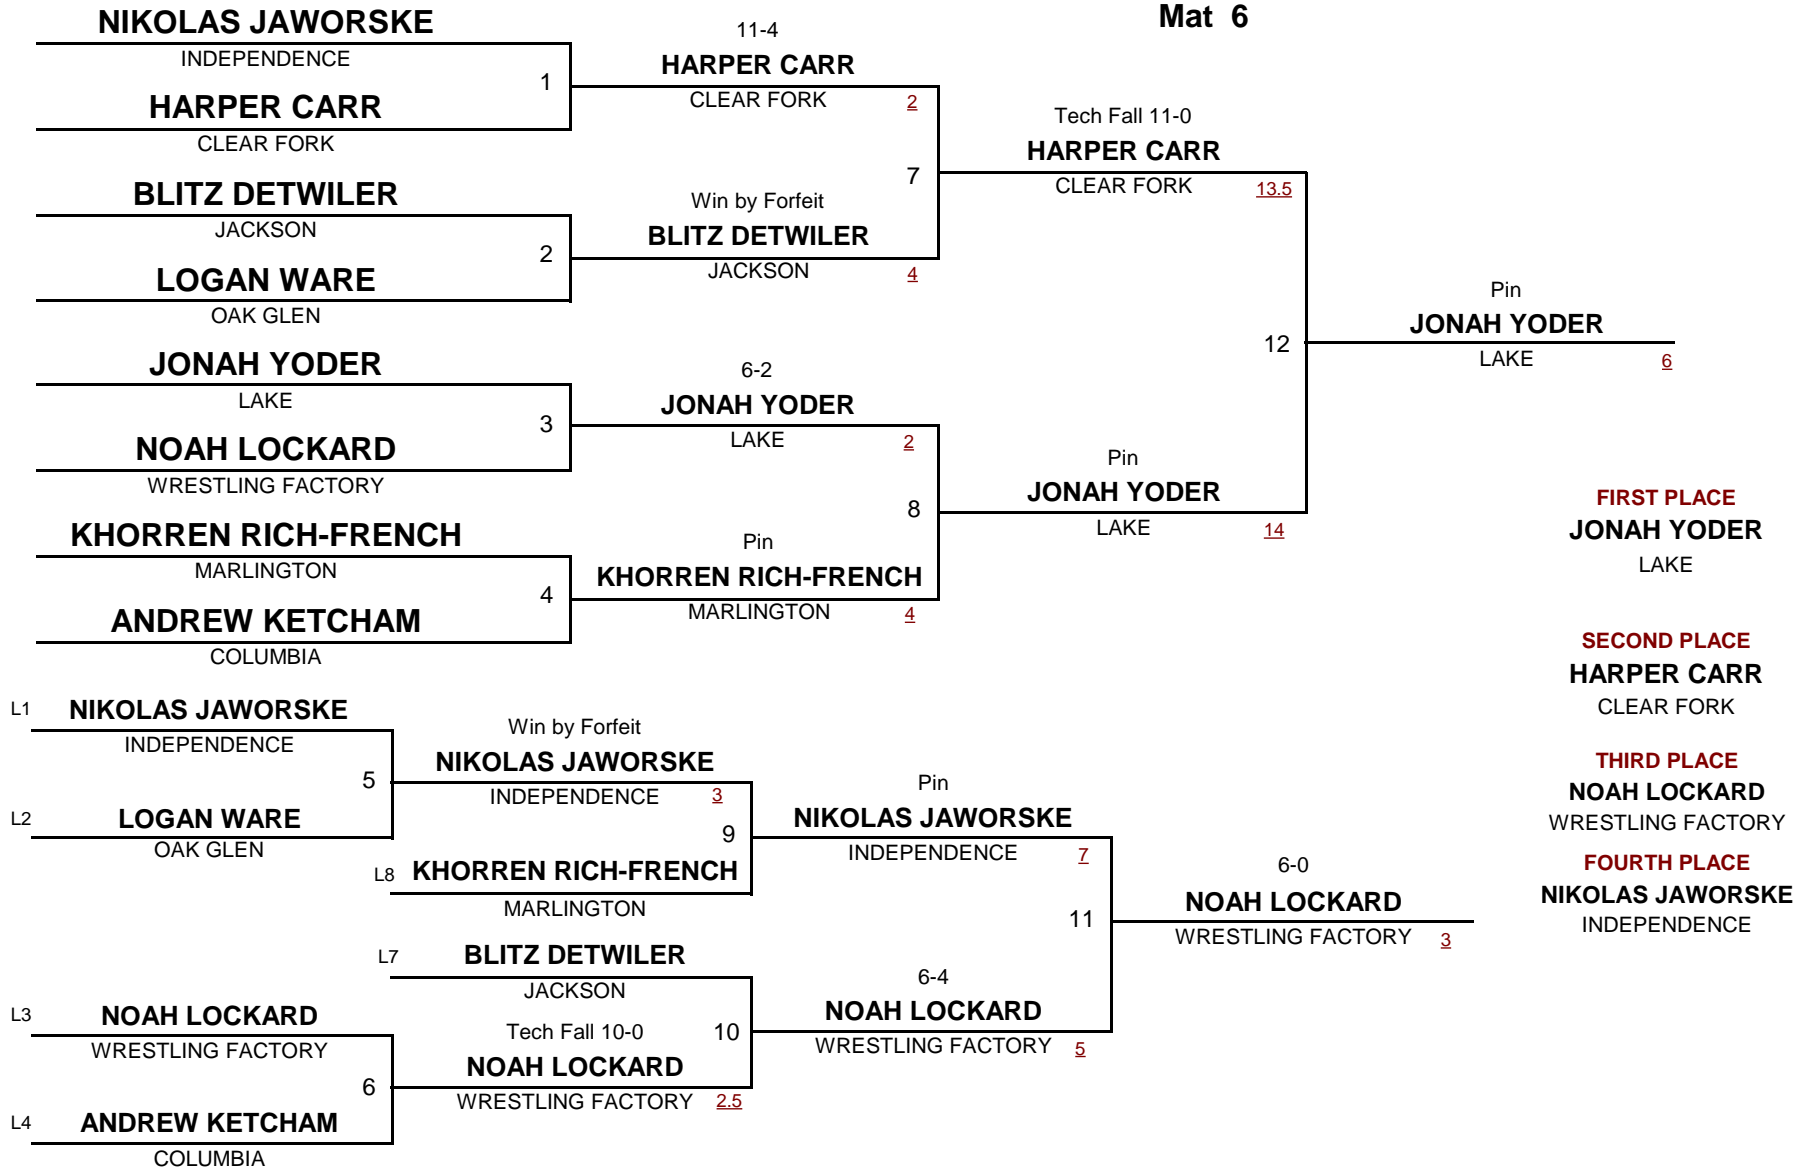 Mat 6
NIKOLAS JAWORSKE
INDEPENDENCE
1
HARPER CARR
CLEAR FORK
BLITZ DETWILER
JACKSON
2
LOGAN WARE
OAK GLEN
JONAH YODER
LAKE
3
NOAH LOCKARD
WRESTLING FACTORY
KHORREN RICH-FRENCH
MARLINGTON
4
ANDREW KETCHAM
COLUMBIA
11-4
HARPER CARR
CLEAR FORK 2
7
Win by Forfeit
BLITZ DETWILER
JACKSON 4
6-2
JONAH YODER
LAKE 2
8
Pin
KHORREN RICH-FRENCH
MARLINGTON 4
Tech Fall 11-0
HARPER CARR
CLEAR FORK 13.5
12
Pin
JONAH YODER
LAKE 14
Pin
JONAH YODER
LAKE 6
FIRST PLACE
JONAH YODER
LAKE
SECOND PLACE
HARPER CARR
CLEAR FORK
THIRD PLACE
NOAH LOCKARD
WRESTLING FACTORY
FOURTH PLACE
NIKOLAS JAWORSKE
INDEPENDENCE
L1 NIKOLAS JAWORSKE
INDEPENDENCE
5
L2 LOGAN WARE
OAK GLEN
Win by Forfeit
NIKOLAS JAWORSKE
INDEPENDENCE 3
9
L8 KHORREN RICH-FRENCH
MARLINGTON
L7 BLITZ DETWILER
JACKSON
10
L3 NOAH LOCKARD
WRESTLING FACTORY
6
L4 ANDREW KETCHAM
COLUMBIA
Tech Fall 10-0
NOAH LOCKARD
WRESTLING FACTORY 2.5
Pin
NIKOLAS JAWORSKE
INDEPENDENCE 7
11
6-4
NOAH LOCKARD
WRESTLING FACTORY 5
6-0
NOAH LOCKARD
WRESTLING FACTORY 3